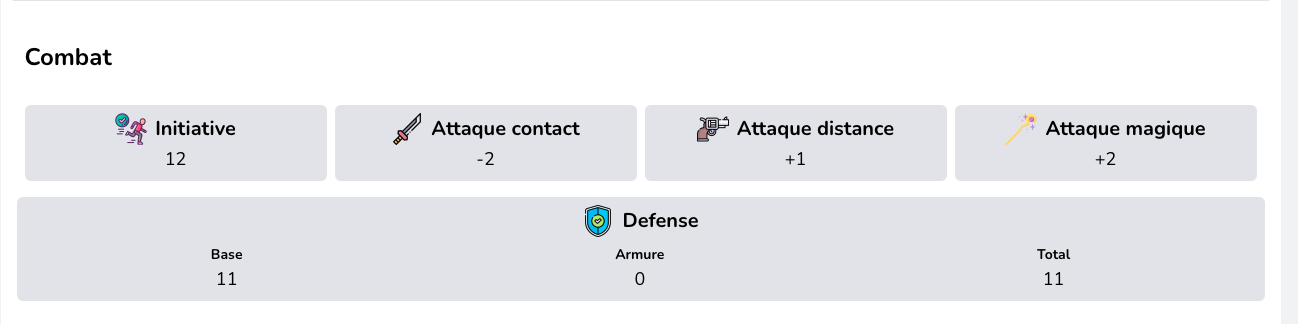 Combat
Initiative
12
Attaque contact
-2
Attaque distance
+1
Attaque magique
+2
Defense
Base
11
Armure
0
Total
11